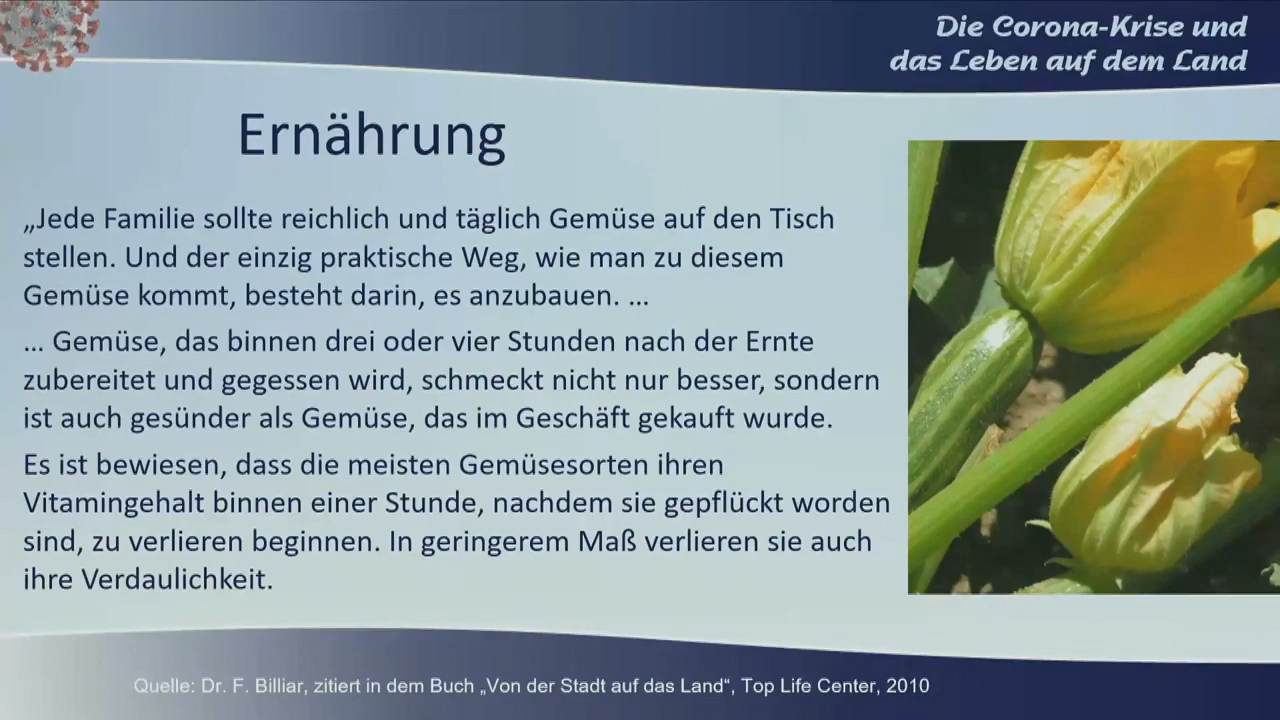 Die Corona-Krise und
das Leben auf dem Land
Ernährung
„Jede Familie sollte reichlich und täglich Gemüse auf den Tisch
stellen. Und der einzig praktische Weg, wie man zu diesem
Gemüse kommt, besteht darin, es anzubauen. ...
... Gemüse, das binnen drei oder vier Stunden nach der Ernte
zubereitet und gegessen wird, schmeckt nicht nur besser, sondern
ist auch gesünder als Gemüse, das im Geschäft gekauft wurde.
Es ist bewiesen, dass die meisten Gemüsesorten ihren
Vitamingehalt binnen einer Stunde, nachdem sie gepflückt worden
sind, zu verlieren beginnen. In geringerem Maß verlieren sie auch
ihre Verdaulichkeit.
Quelle: Dr. F. Billiar, zitiert in dem Buch „Von der Stadt auf das Land“, Top Life Center, 2010